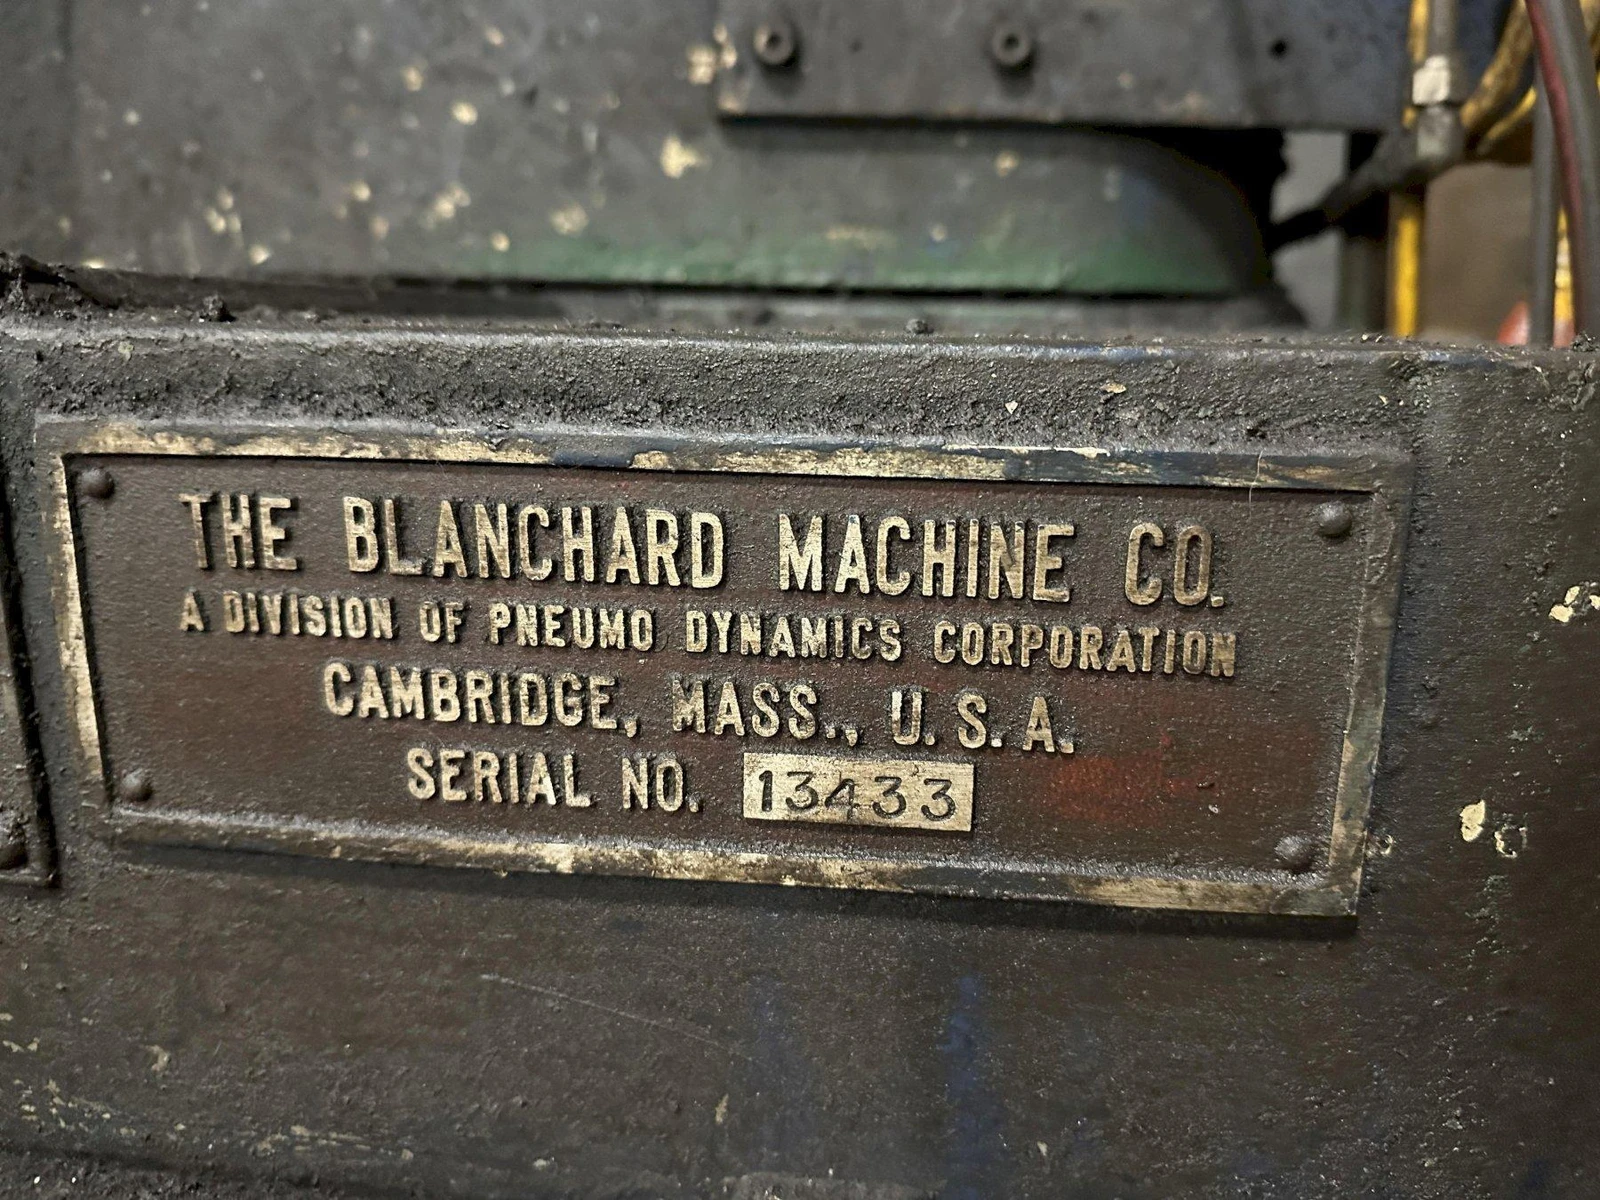 THE BLANCHARD MACHINE CO.
A DIVISION OF PNEUMO DYNAMICS CORPORATION
CAMBRIDGE, MASS., U.S.A.
SERIAL NO. 13433